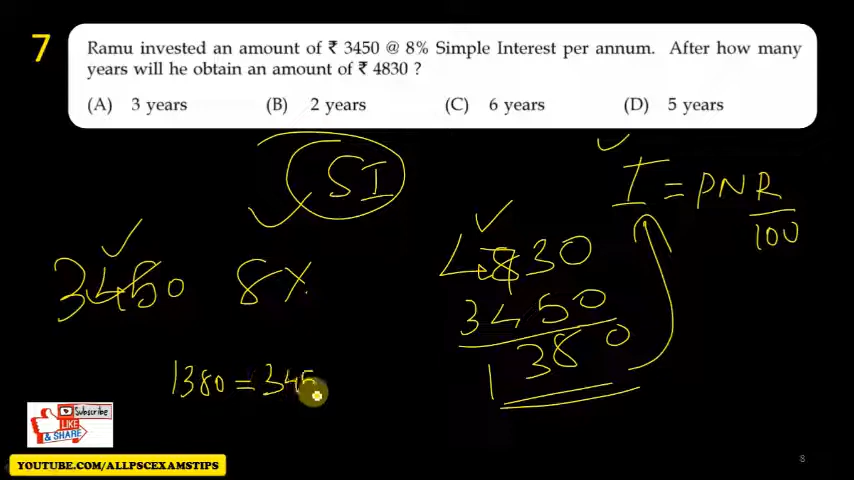 7
Ramu invested an amount of ₹ 3450 @ 8% Simple Interest per annum. After how many
years will he obtain an amount of ₹ 4830 ?
(A) 3 years (B) 2 years (C) 6 years (D) 5 years
SI
I = PNR/100
3450 8%
4830
3450
1380
1380 = 345
Subscribe
LIKE
& SHARE
YOUTUBE.COM/ALLPSCEXAMSTIPS
8